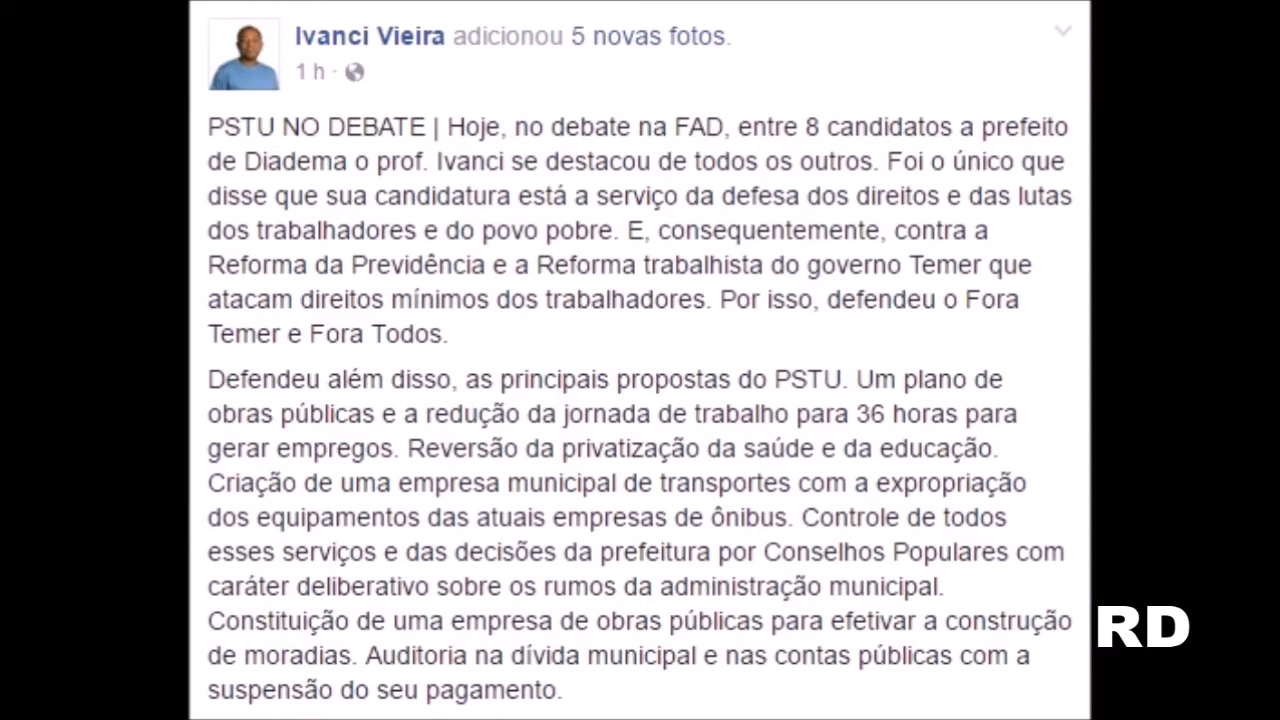 Ivanci Vieira adicionou 5 novas fotos.
1 h ·
PSTU NO DEBATE | Hoje, no debate na FAD, entre 8 candidatos a prefeito
de Diadema o prof. Ivanci se destacou de todos os outros. Foi o único que
disse que sua candidatura está a serviço da defesa dos direitos e das lutas
dos trabalhadores e do povo pobre. E, consequentemente, contra a
Reforma da Previdência e a Reforma trabalhista do governo Temer que
atacam direitos mínimos dos trabalhadores. Por isso, defendeu o Fora
Temer e Fora Todos.
Defendeu além disso, as principais propostas do PSTU. Um plano de
obras públicas e a redução da jornada de trabalho para 36 horas para
gerar empregos. Reversão da privatização da saúde e da educação.
Criação de uma empresa municipal de transportes com a expropriação
dos equipamentos das atuais empresas de ônibus. Controle de todos
esses serviços e das decisões da prefeitura por Conselhos Populares com
caráter deliberativo sobre os rumos da administração municipal.
Constituição de uma empresa de obras públicas para efetivar a construção
de moradias. Auditoria na dívida municipal e nas contas públicas com a
suspensão do seu pagamento.
RD